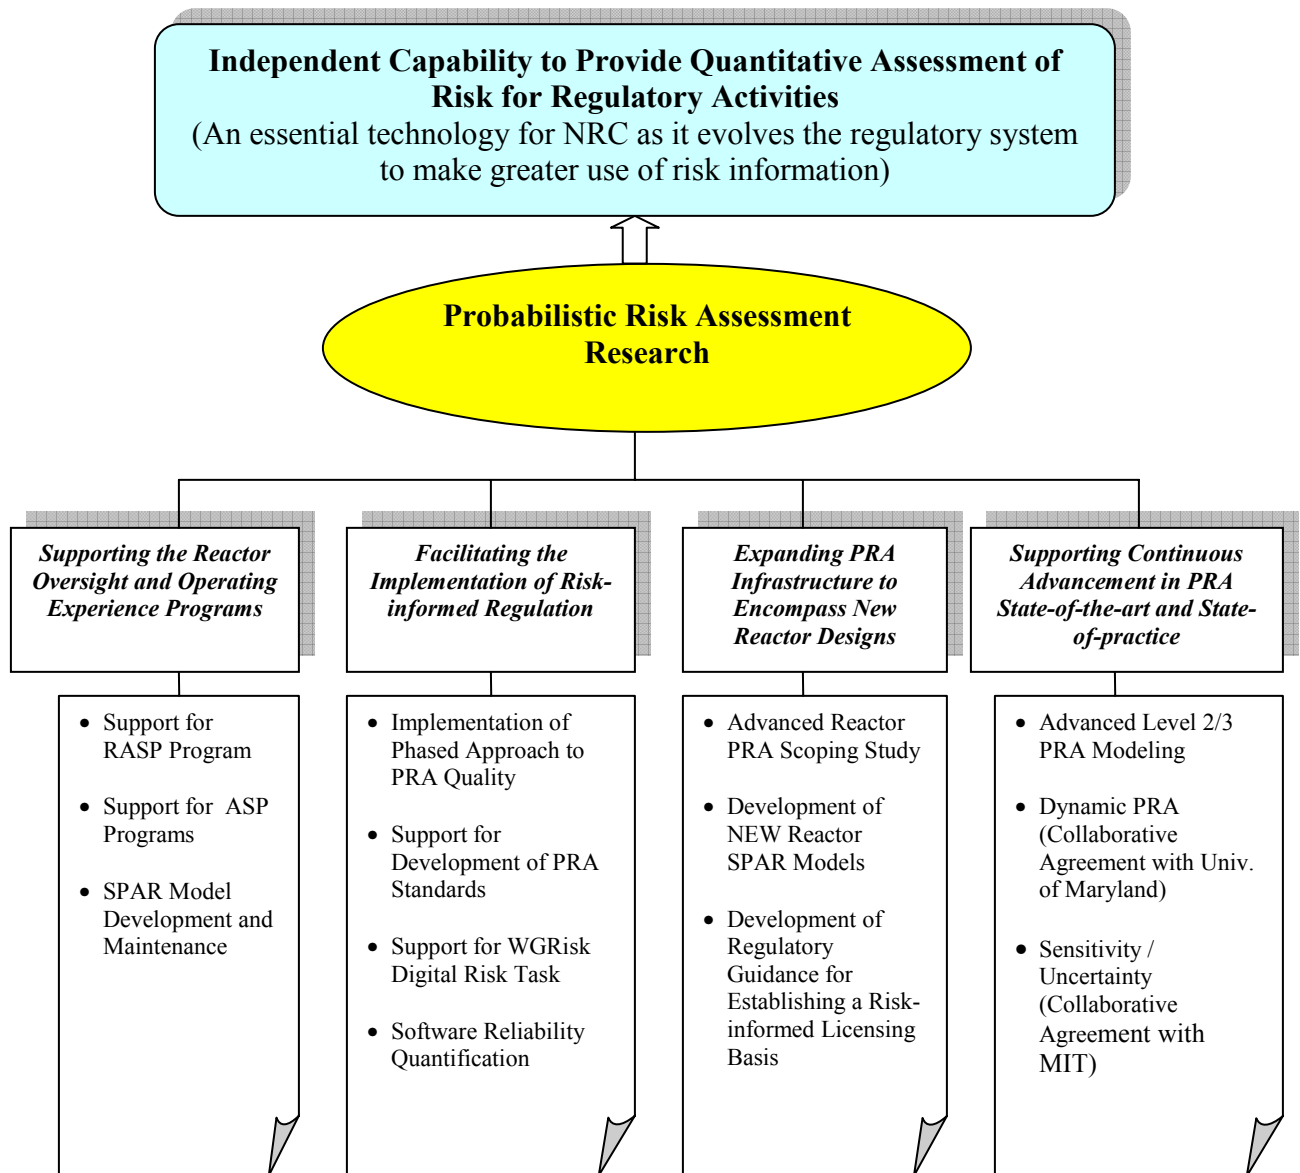 Independent Capability to Provide Quantitative Assessment of
Risk for Regulatory Activities
(An essential technology for NRC as it evolves the regulatory system
to make greater use of risk information)
Probabilistic Risk Assessment
Research
Supporting the Reactor
Oversight and Operating
Experience Programs
Facilitating the
Implementation of Risk-
informed Regulation
Expanding PRA
Infrastructure to
Encompass New
Reactor Designs
Supporting Continuous
Advancement in PRA
State-of-the-art and State-
of-practice
• Support for
RASP Program
• Support for ASP
Programs
• SPAR Model
Development and
Maintenance
• Implementation of
Phased Approach to
PRA Quality
• Support for
Development of PRA
Standards
• Support for WGRisk
Digital Risk Task
• Software Reliability
Quantification
• Advanced Reactor
PRA Scoping Study
• Development of
NEW Reactor
SPAR Models
• Development of
Regulatory
Guidance for
Establishing a Risk-
informed Licensing
Basis
• Advanced Level 2/3
PRA Modeling
• Dynamic PRA
(Collaborative
Agreement with Univ.
of Maryland)
• Sensitivity /
Uncertainty
(Collaborative
Agreement with
MIT)